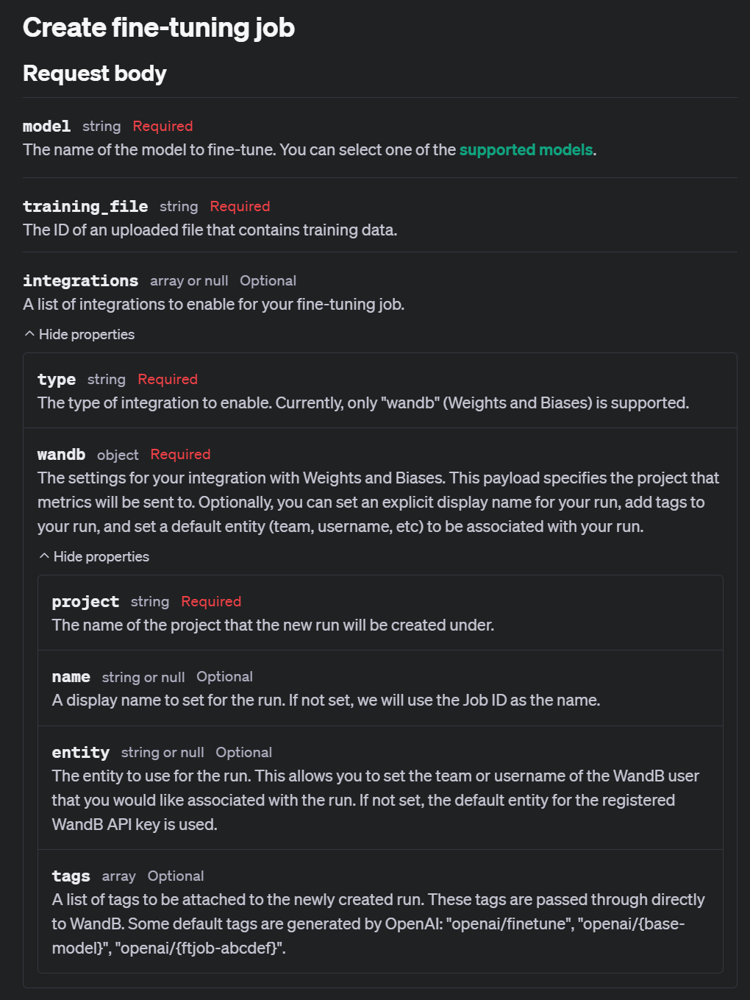 Create fine-tuning job
Request body
model string Required
The name of the model to fine-tune. You can select one of the supported models.
training_file string Required
The ID of an uploaded file that contains training data.
integrations array or null Optional
A list of integrations to enable for your fine-tuning job.
Hide properties
type string Required
The type of integration to enable. Currently, only "wandb" (Weights and Biases) is supported.
wandb object Required
The settings for your integration with Weights and Biases. This payload specifies the project that
metrics will be sent to. Optionally, you can set an explicit display name for your run, add tags to
your run, and set a default entity (team, username, etc) to be associated with your run.
Hide properties
project string Required
The name of the project that the new run will be created under.
name string or null Optional
A display name to set for the run. If not set, we will use the Job ID as the name.
entity string or null Optional
The entity to use for the run. This allows you to set the team or username of the WandB user
that you would like associated with the run. If not set, the default entity for the registered
WandB API key is used.
tags array Optional
A list of tags to be attached to the newly created run. These tags are passed through directly
to WandB. Some default tags are generated by OpenAI: "openai/finetune", "openai/{base-
model}", "openai/{ftjob-abcdef}".